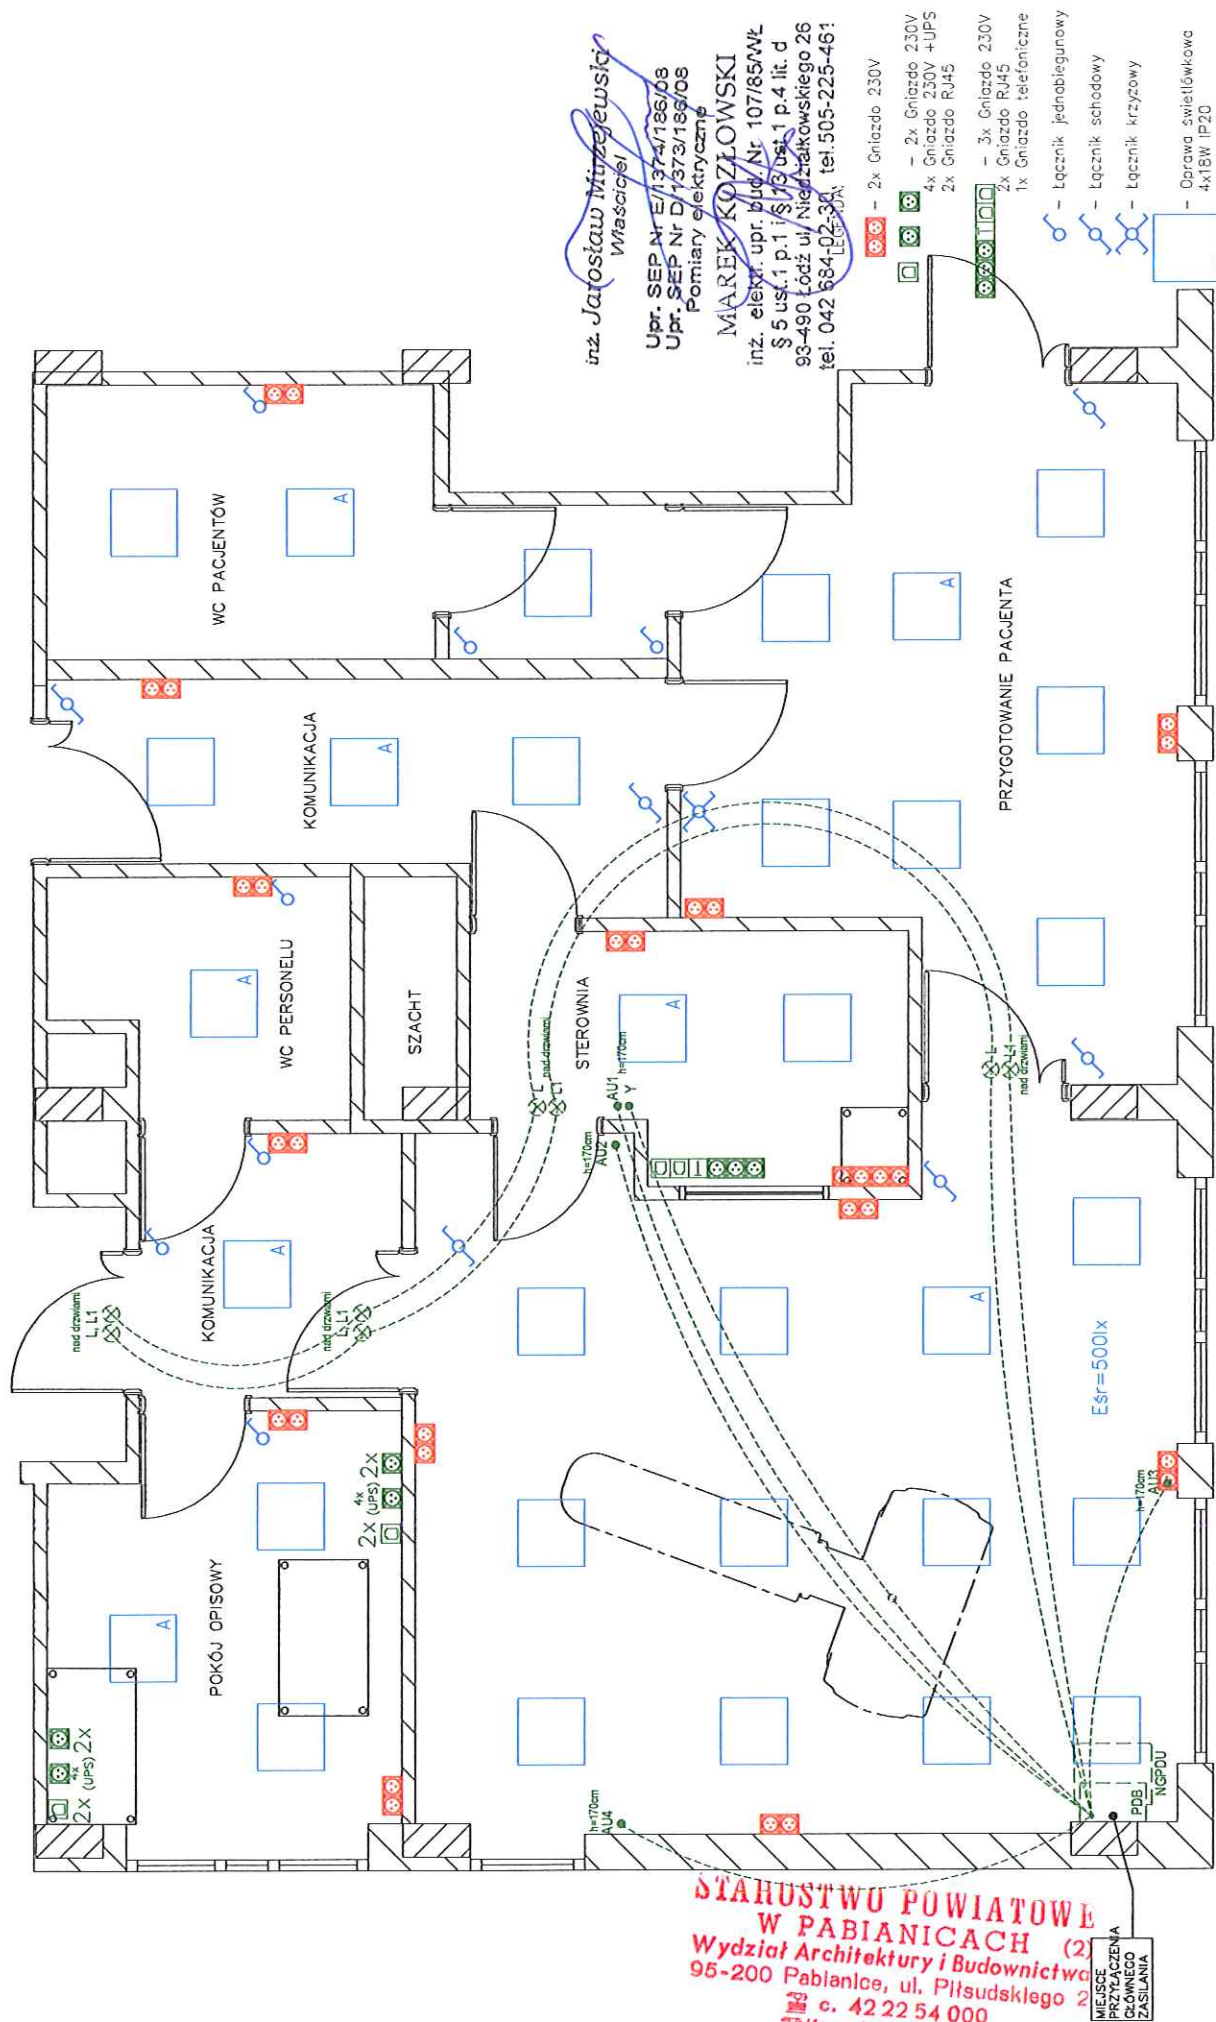 inż. Jarosław Mirzejewski
Właściciel
Upr. SEP Nr E/1374/186/08
Upr. SEP Nr D/1373/186/08
Pomiary elektryczne
MAREK KOZŁOWSKI
inż. elektr. upr. bud. Nr 107/85/WŁ
§ 5 ust.1 p.1 i § 13 ust.1 p.4 lit. d
93-490 Łódź ul. Niedziałkowskiego 26
tel. 042 684-02-30, tel.505-225-461
LEGENDA:
- 2x Gniazdo 230V
- 2x Gniazdo 230V
4x Gniazdo 230V +UPS
2x Gniazdo RJ45
- 3x Gniazdo 230V
2x Gniazdo RJ45
1x Gniazdo telefoniczne
- Łącznik jednobiegunowy
- Łącznik schodowy
- Łącznik krzyżowy
- Oprawa swietlówkowa
4x18W IP20
WC PACJENTÓW
A
KOMUNIKACJA
A
PRZYGOTOWANIE PACJENTA
A
WC PERSONELU
A
SZACHT
STEROWNIA
A
L
L1
nad drzwiami
h=170cm
AU1
Y
h=170cm
AU2
L
L1
nad drzwiami
KOMUNIKACJA
A
nad drzwiami
L, L1
nad drzwiami
L, L1
POKÓJ OPISOWY
A
2x (UPS) 2x
4x
2x (UPS) 2x
4x
A
Eśr=500lx
h=170cm
AU3
h=170cm
AU4
PDB
NGPDU
MIEJSCE
PRZYŁĄCZENIA
GŁÓWNEGO
ZASILANIA
STAROSTWO POWIATOWE
W PABIANICACH (2)
Wydział Architektury i Budownictwa
95-200 Pabianice, ul. Piłsudskiego 2
c. 42 22 54 000